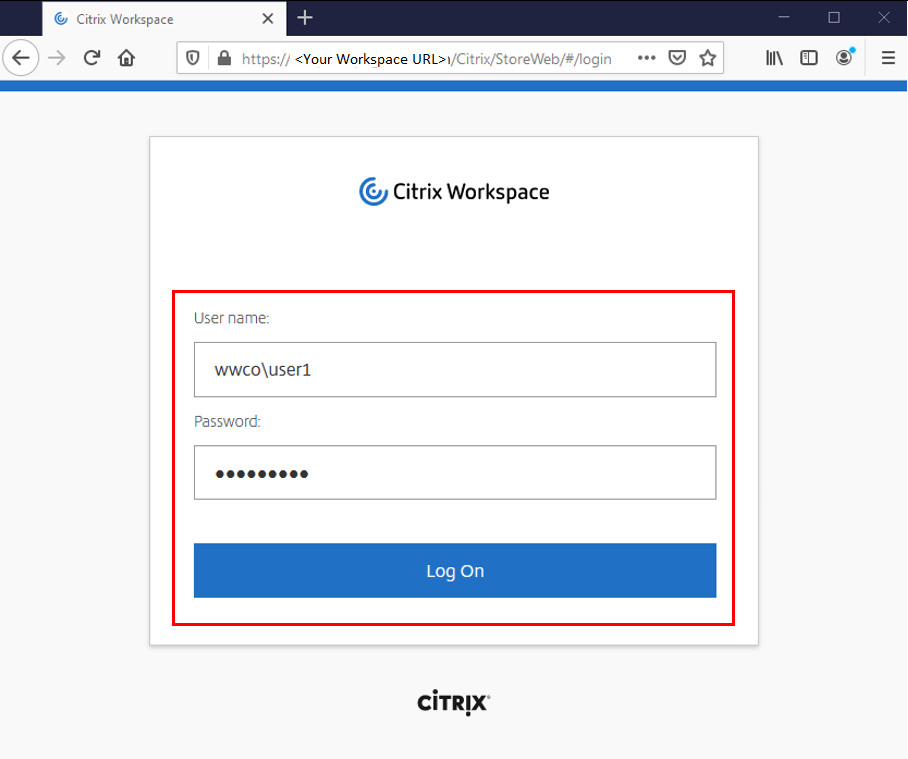 Citrix Workspace
https:// <Your Workspace URL>/Citrix/StoreWeb/#/login
Citrix Workspace
User name:
wwco\user1
Password:
●●●●●●●●●
Log On
CITRIX